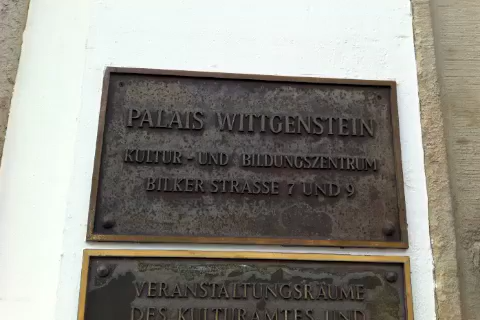 PALAIS WITTGENSTEIN
KULTUR - UND BILDUNGSZENTRUM
BILKER STRASSE 7 UND 9
VERANSTALTUNGSRÄUME
DES KULTURAMTES UND